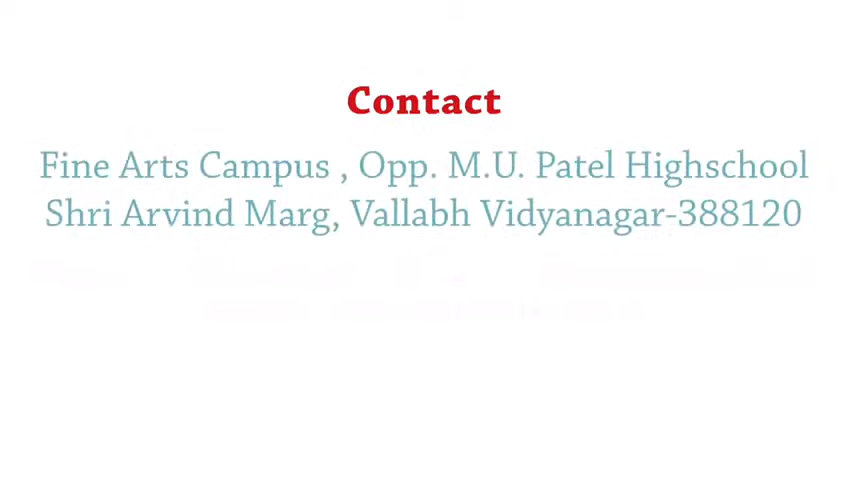 Contact
Fine Arts Campus , Opp. M.U. Patel Highschool
Shri Arvind Marg, Vallabh Vidyanagar-388120